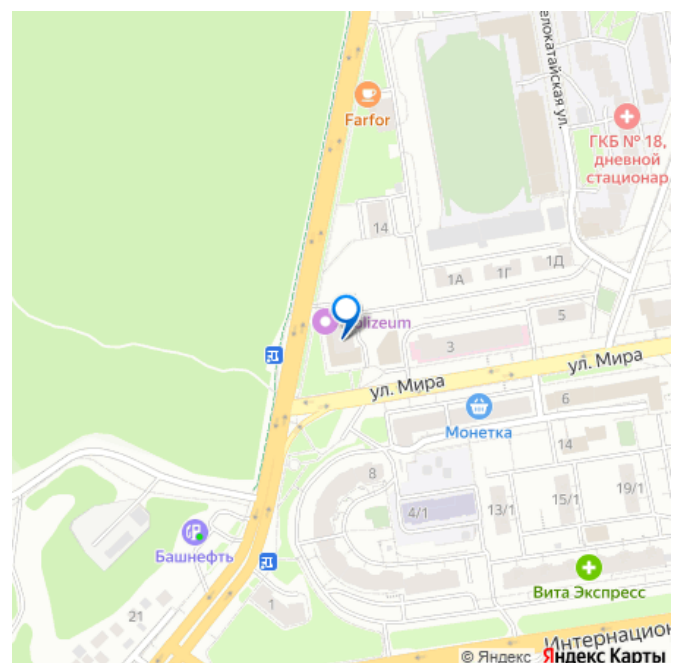 Farfor
елокатайская ул.
ГКБ № 18,
дневной
стационар
14
1А
1Г
1Д
olizeum
5
3
ул. Мира
ул. Мира
6
Монетка
14
8
4/1
13/1
15/1
19/1
Башнефть
Вита Экспресс
1
21
Интернацион
© Яндекс Яндекс Карты